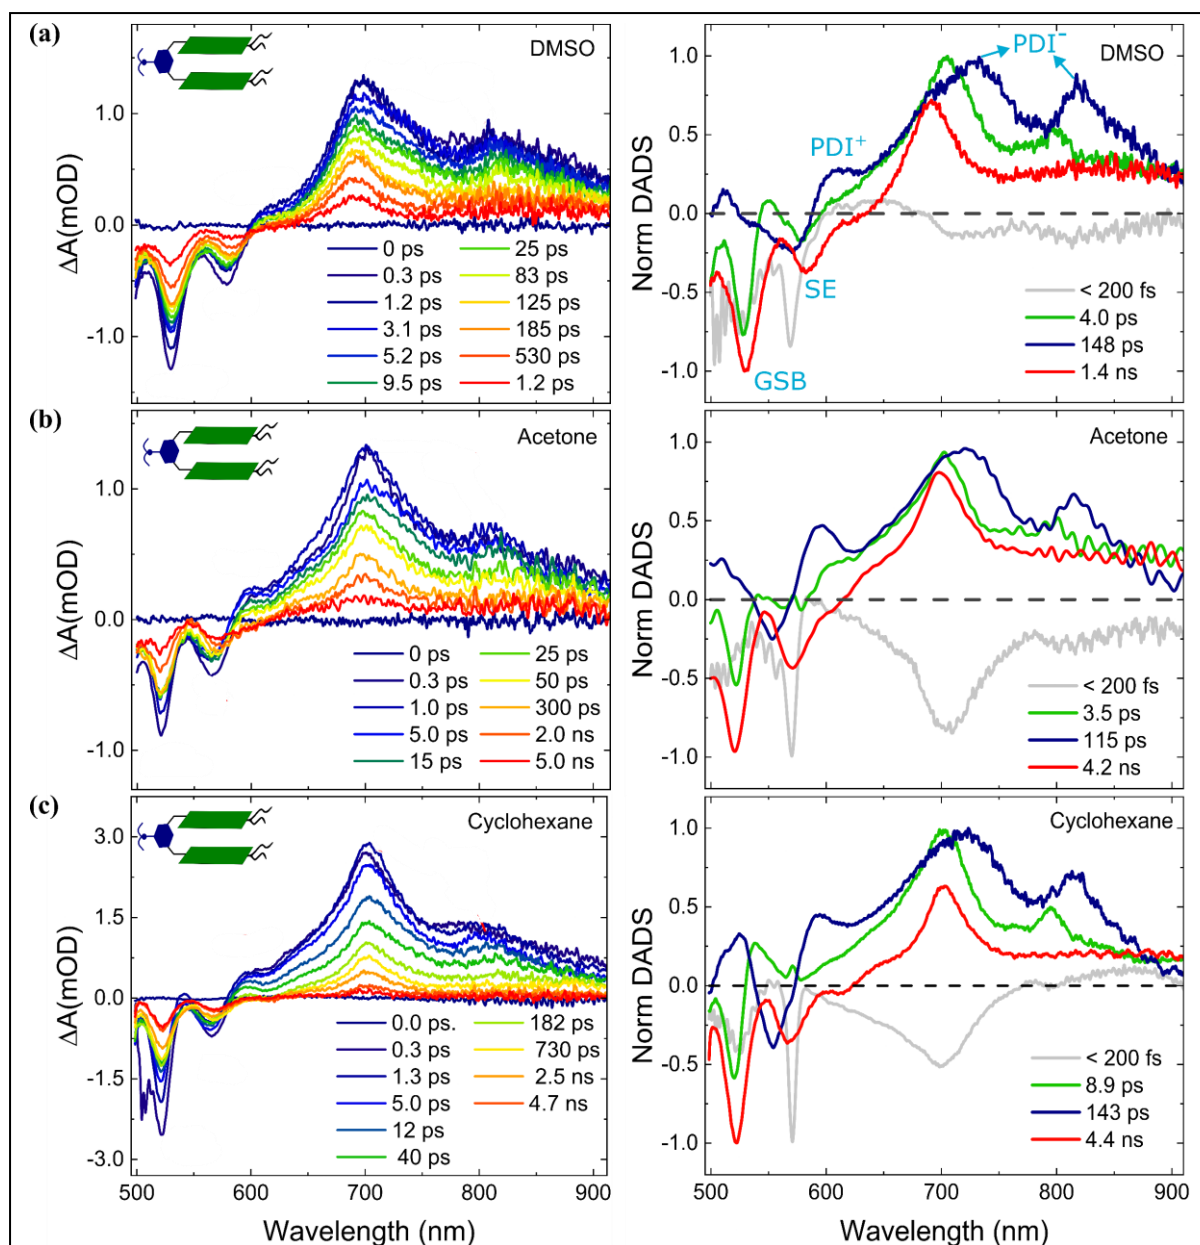 (a)
DMSO
1.0
0.0
-1.0
ΔA(mOD)
0 ps
0.3 ps
1.2 ps
3.1 ps
5.2 ps
9.5 ps
25 ps
83 ps
125 ps
185 ps
530 ps
1.2 ps
DMSO
PDI⁻
PDI⁺
SE
GSB
1.0
0.5
0.0
-0.5
-1.0
Norm DADS
< 200 fs
4.0 ps
148 ps
1.4 ns
(b)
Acetone
1.0
0.0
-1.0
ΔA(mOD)
0 ps
0.3 ps
1.0 ps
5.0 ps
15 ps
25 ps
50 ps
300 ps
2.0 ns
5.0 ns
Acetone
1.0
0.5
0.0
-0.5
-1.0
Norm DADS
< 200 fs
3.5 ps
115 ps
4.2 ns
(c)
Cyclohexane
3.0
1.5
0.0
-1.5
-3.0
ΔA(mOD)
0.0 ps.
0.3 ps
1.3 ps
5.0 ps
12 ps
40 ps
182 ps
730 ps
2.5 ns
4.7 ns
500 600 700 800 900
Wavelength (nm)
Cyclohexane
1.0
0.5
0.0
-0.5
-1.0
Norm DADS
< 200 fs
8.9 ps
143 ps
4.4 ns
500 600 700 800 900
Wavelength (nm)